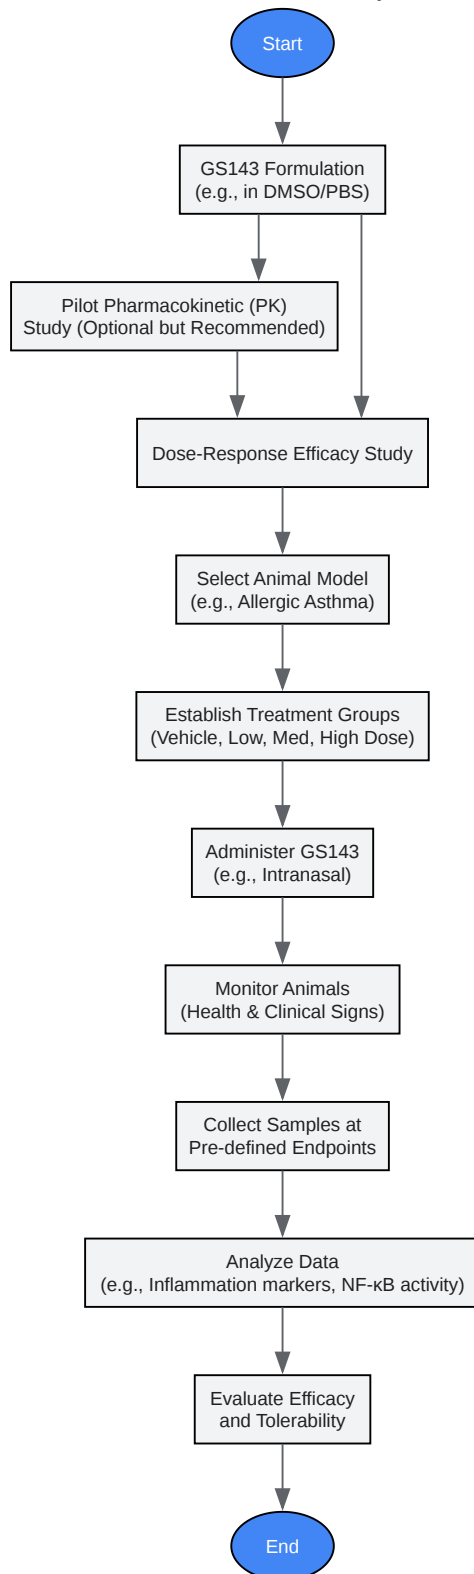 Start
GS143 Formulation
(e.g., in DMSO/PBS)
Pilot Pharmacokinetic (PK)
Study (Optional but Recommended)
Dose-Response Efficacy Study
Select Animal Model
(e.g., Allergic Asthma)
Establish Treatment Groups
(Vehicle, Low, Med, High Dose)
Administer GS143
(e.g., Intranasal)
Monitor Animals
(Health & Clinical Signs)
Collect Samples at
Pre-defined Endpoints
Analyze Data
(e.g., Inflammation markers, NF-κB activity)
Evaluate Efficacy
and Tolerability
End